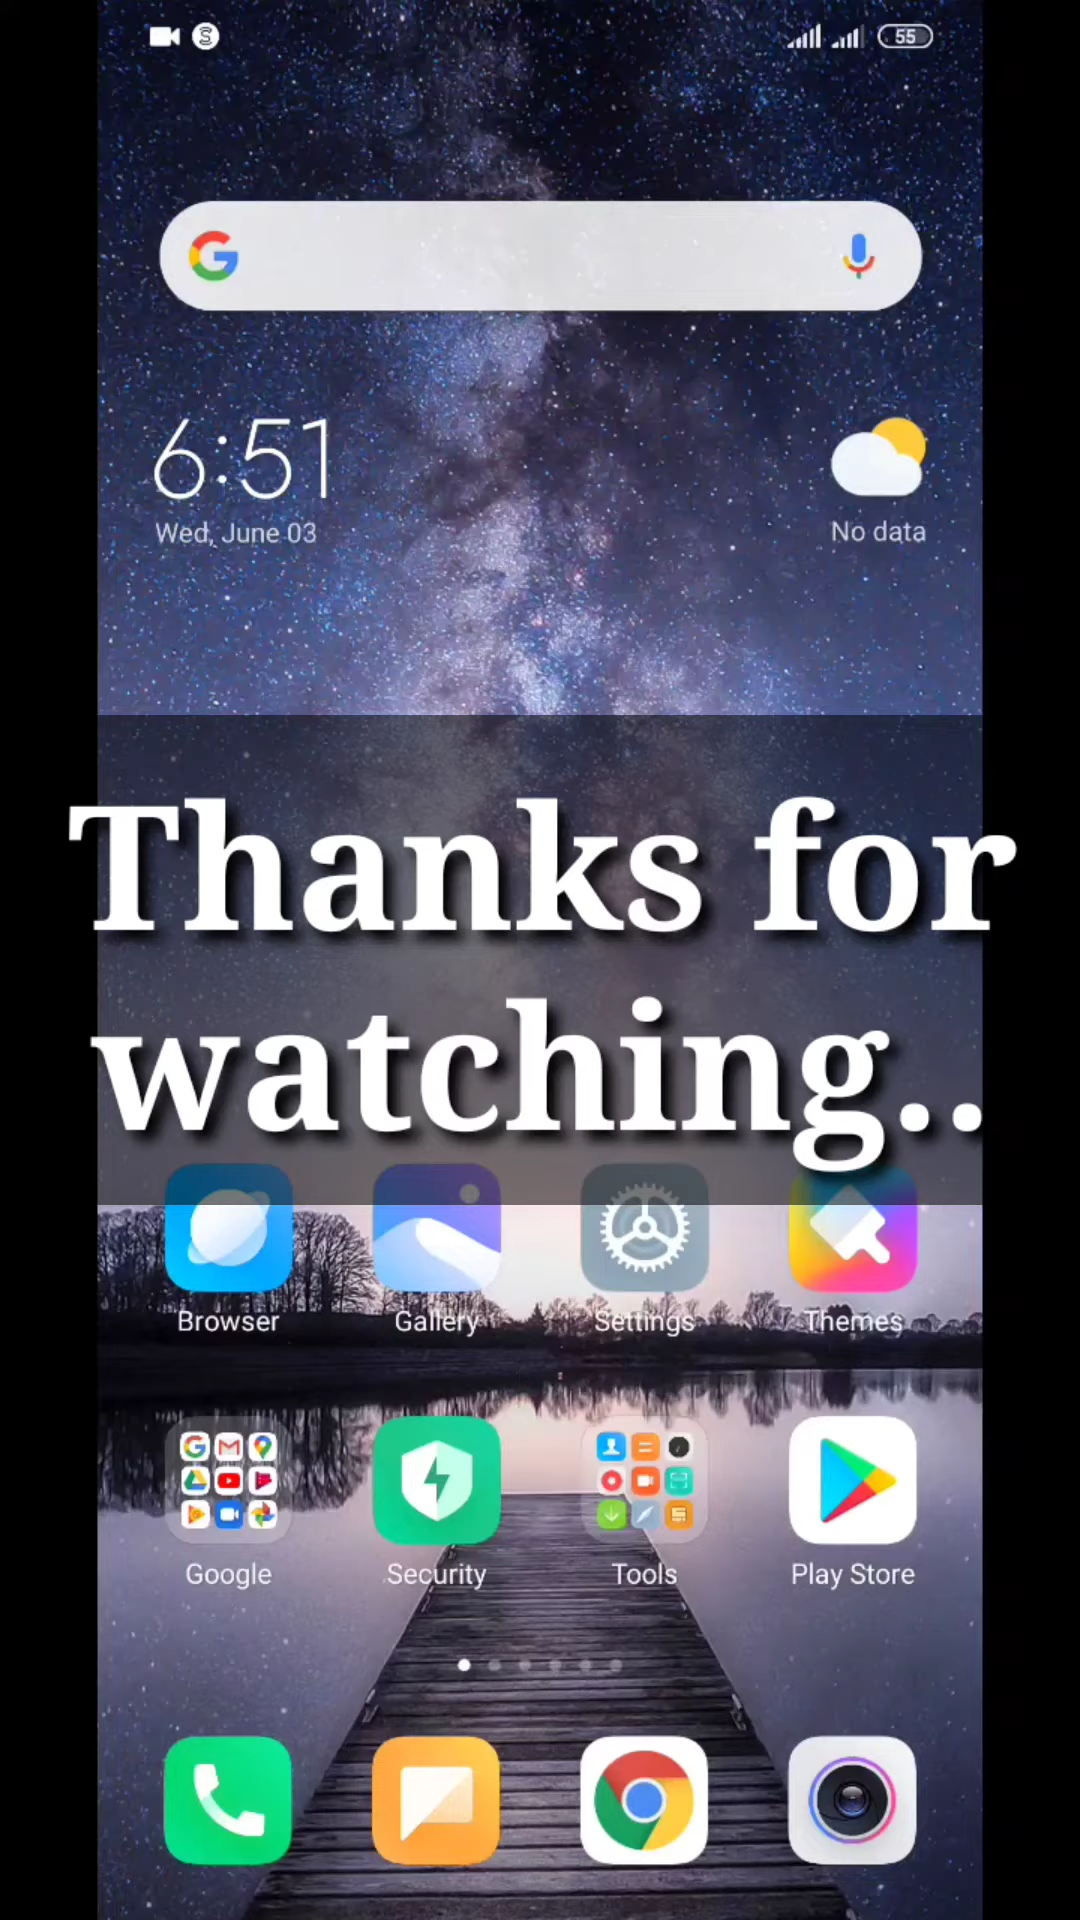 55
6:51
Wed, June 03
No data
Thanks for
watching..
Browser
Gallery
Settings
Themes
Google
Security
Tools
Play Store